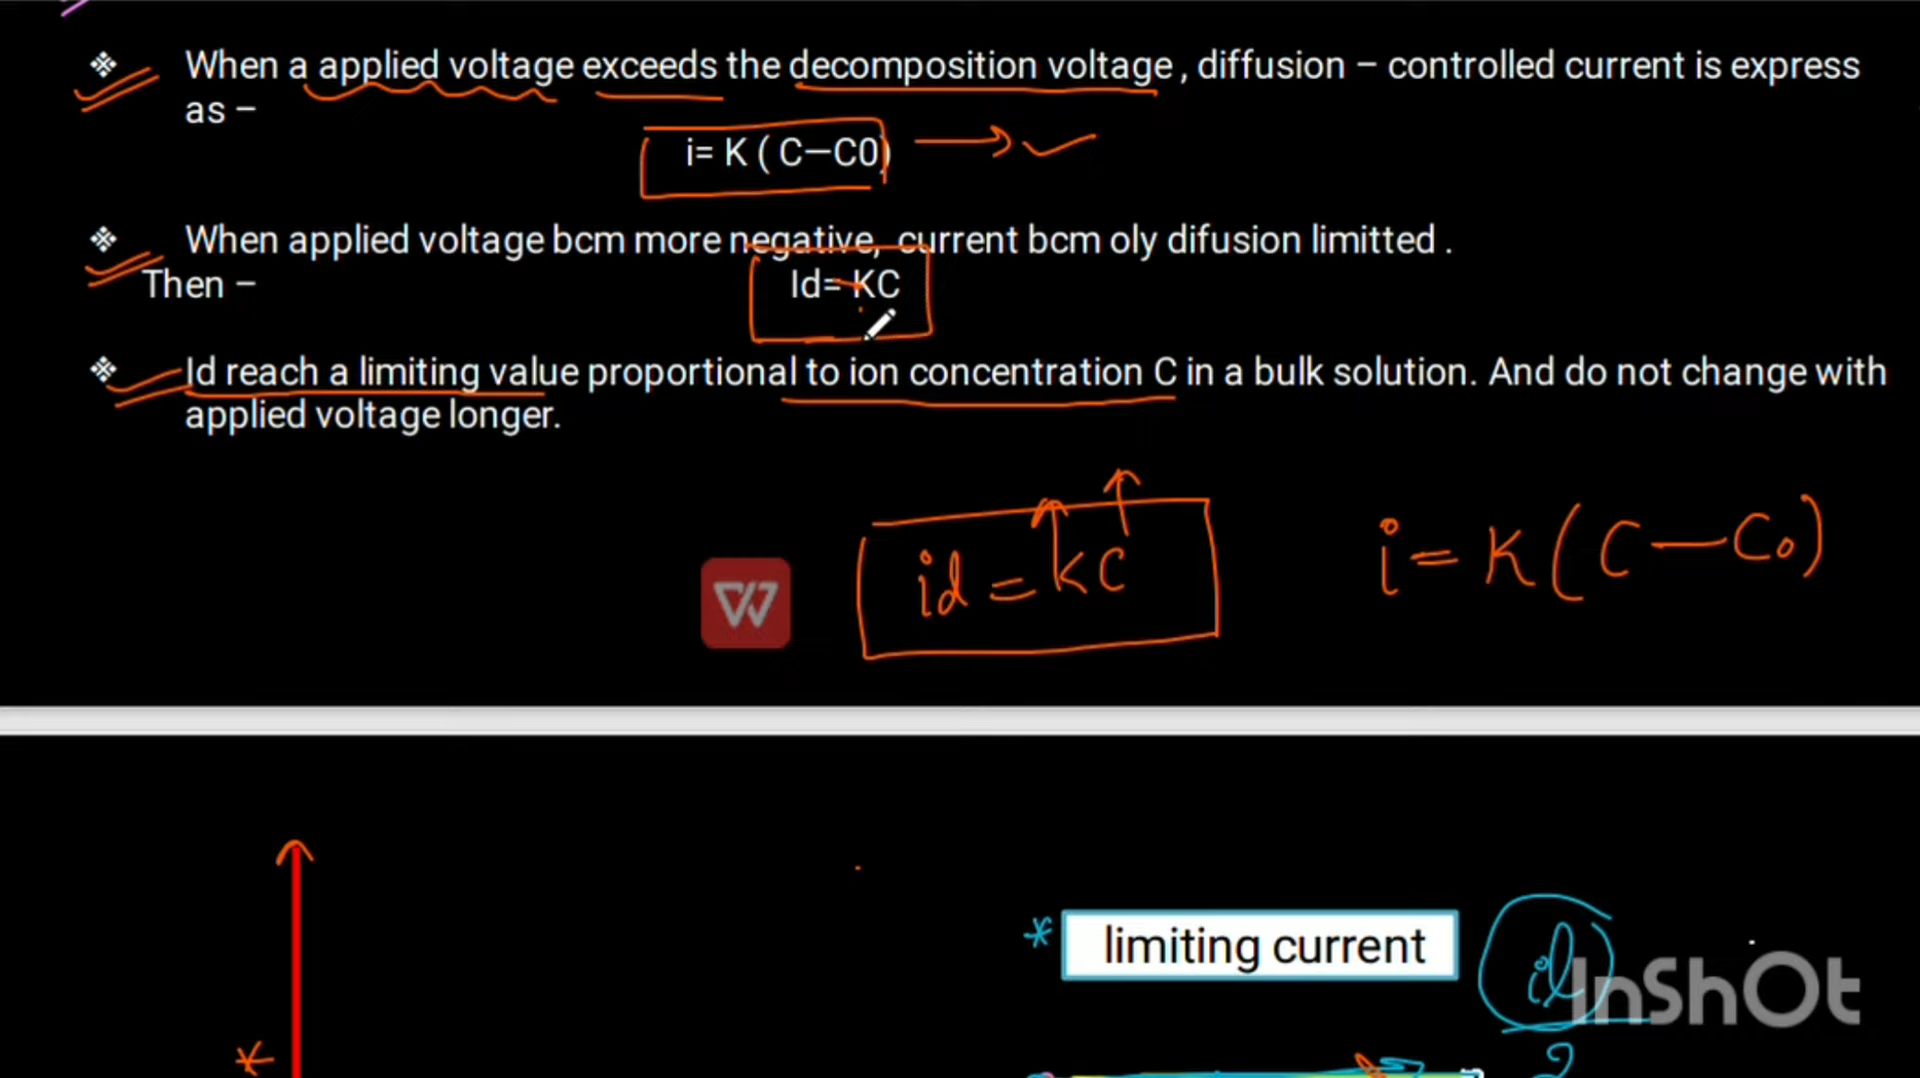 ❖ When a applied voltage exceeds the decomposition voltage , diffusion – controlled current is express
as –
i= K ( C–C0)
❖ When applied voltage bcm more negative, current bcm oly difusion limitted .
Then –
Id= KC
❖ Id reach a limiting value proportional to ion concentration C in a bulk solution. And do not change with
applied voltage longer.
id = KC
i = K ( C – C0 )
W
* limiting current
il
InShOt
*
2